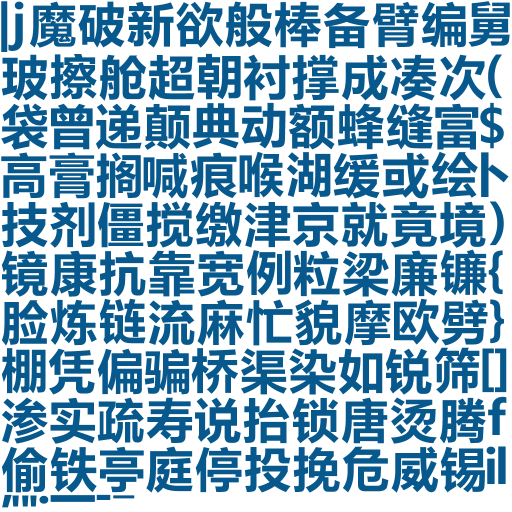 |j魔破新欲般棒备臂编舅
玻擦舱超朝衬撑成凑次(
袋曾递颠典动额蜂缝富$
高膏搁喊痕喉湖缓或绘卜
技剂僵搅缴津京就竟境)
镜康抗靠宽例粒梁廉镰{
脸炼链流麻忙貌摩欧劈}
棚凭偏骗桥渠染如锐筛[]
渗实疏寿说抬锁唐烫腾f
偷铁亭庭停投挽危威锡il